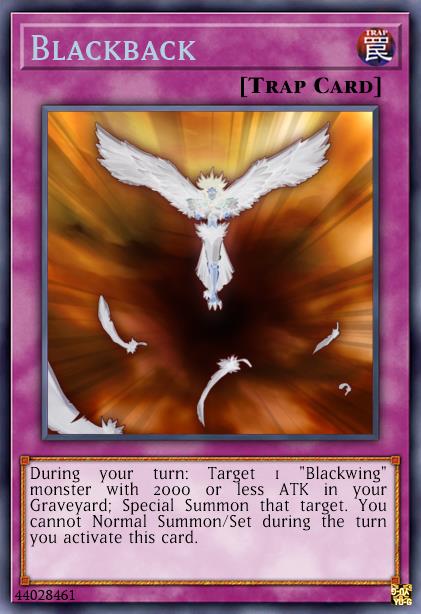 Blackback
TRAP
罠
[Trap Card]
During your turn: Target 1 "Blackwing"
monster with 2000 or less ATK in your
Graveyard; Special Summon that target. You
cannot Normal Summon/Set during the turn
you activate this card.
44028461